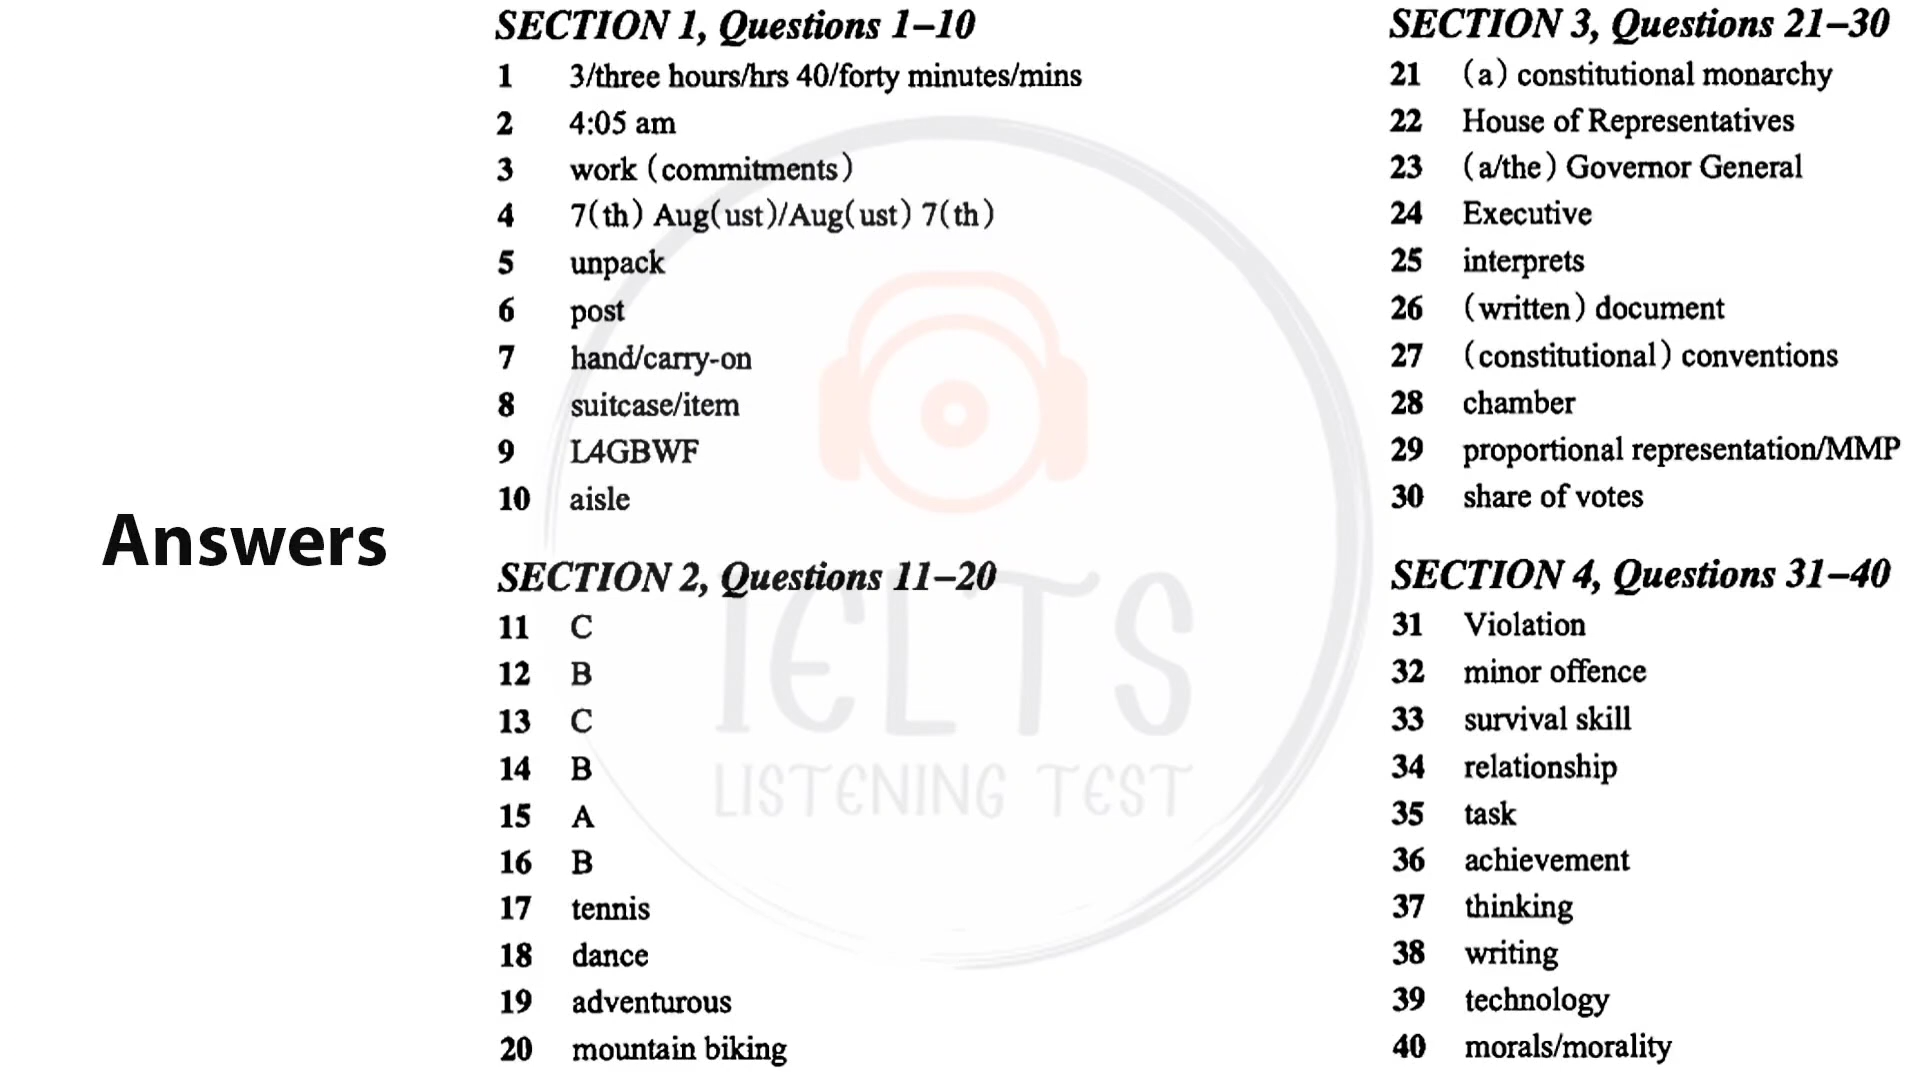 Answers
SECTION 1, Questions 1–10
1 3/three hours/hrs 40/forty minutes/mins
2 4:05 am
3 work (commitments)
4 7(th) Aug(ust)/Aug(ust) 7(th)
5 unpack
6 post
7 hand/carry-on
8 suitcase/item
9 L4GBWF
10 aisle
SECTION 2, Questions 11–20
11 C
12 B
13 C
14 B
15 A
16 B
17 tennis
18 dance
19 adventurous
20 mountain biking
SECTION 3, Questions 21–30
21 (a) constitutional monarchy
22 House of Representatives
23 (a/the) Governor General
24 Executive
25 interprets
26 (written) document
27 (constitutional) conventions
28 chamber
29 proportional representation/MMP
30 share of votes
SECTION 4, Questions 31–40
31 Violation
32 minor offence
33 survival skill
34 relationship
35 task
36 achievement
37 thinking
38 writing
39 technology
40 morals/morality
IELTS
LISTENING TEST